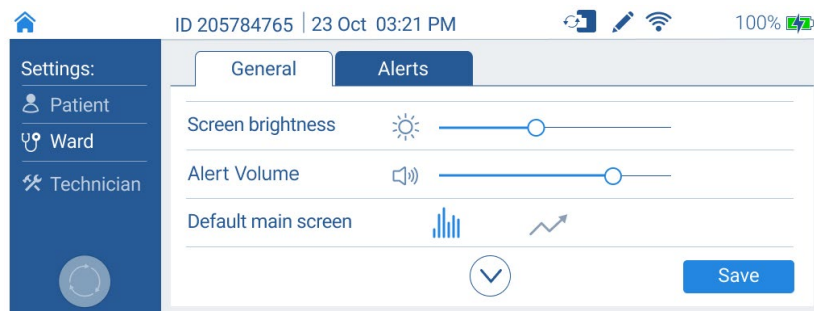 ID 205784765 23 Oct 03:21 PM 100%
Settings:
Patient
Ward
Technician
General Alerts
Screen brightness
Alert Volume
Default main screen
Save